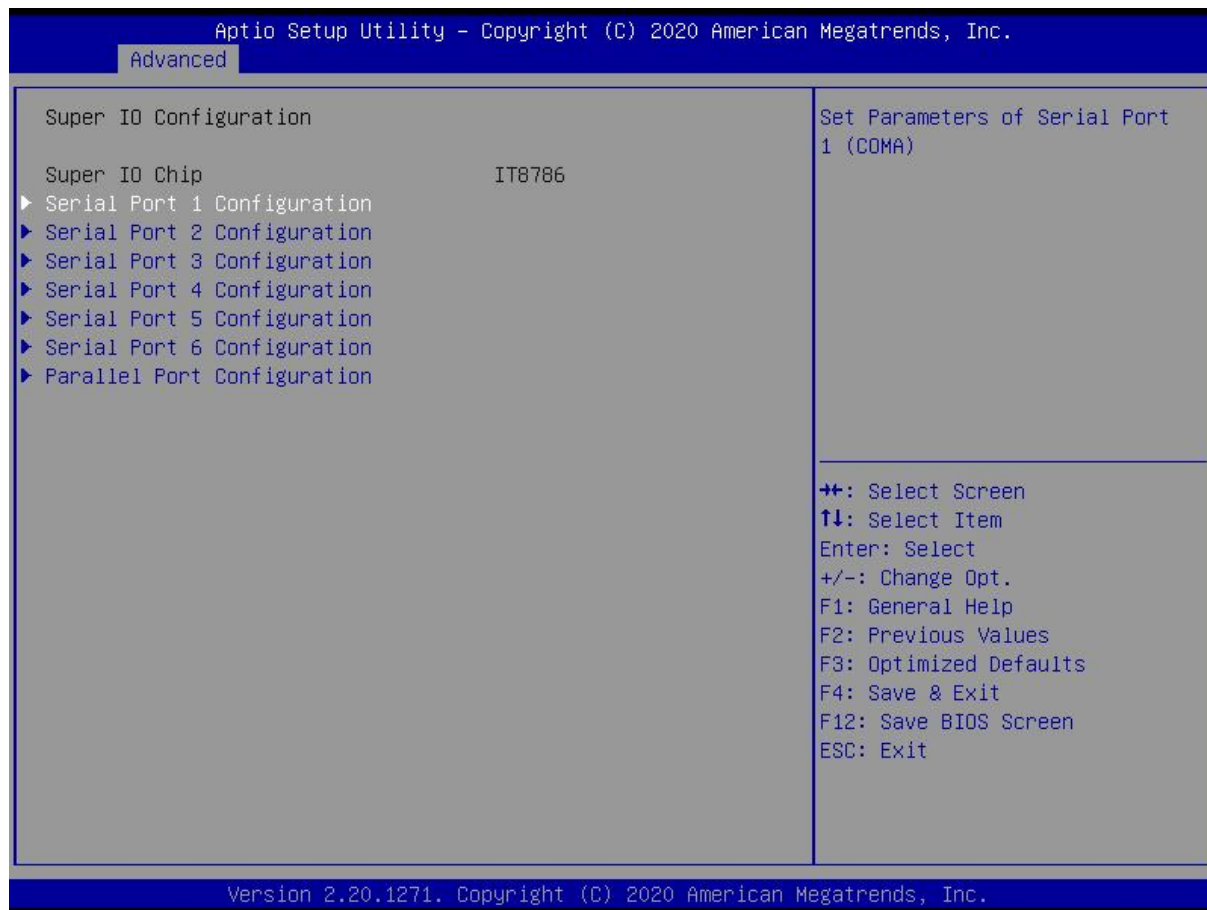 Aptio Setup Utility – Copyright (C) 2020 American Megatrends, Inc.
Advanced
Super IO Configuration
Super IO Chip IT8786
Serial Port 1 Configuration
Serial Port 2 Configuration
Serial Port 3 Configuration
Serial Port 4 Configuration
Serial Port 5 Configuration
Serial Port 6 Configuration
Parallel Port Configuration
Set Parameters of Serial Port
1 (COMA)
→←: Select Screen
↑↓: Select Item
Enter: Select
+/-: Change Opt.
F1: General Help
F2: Previous Values
F3: Optimized Defaults
F4: Save & Exit
F12: Save BIOS Screen
ESC: Exit
Version 2.20.1271. Copyright (C) 2020 American Megatrends, Inc.